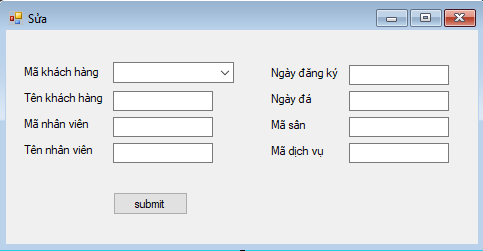 Sửa
Mã khách hàng
Tên khách hàng
Mã nhân viên
Tên nhân viên
Ngày đăng ký
Ngày đá
Mã sân
Mã dịch vụ
submit